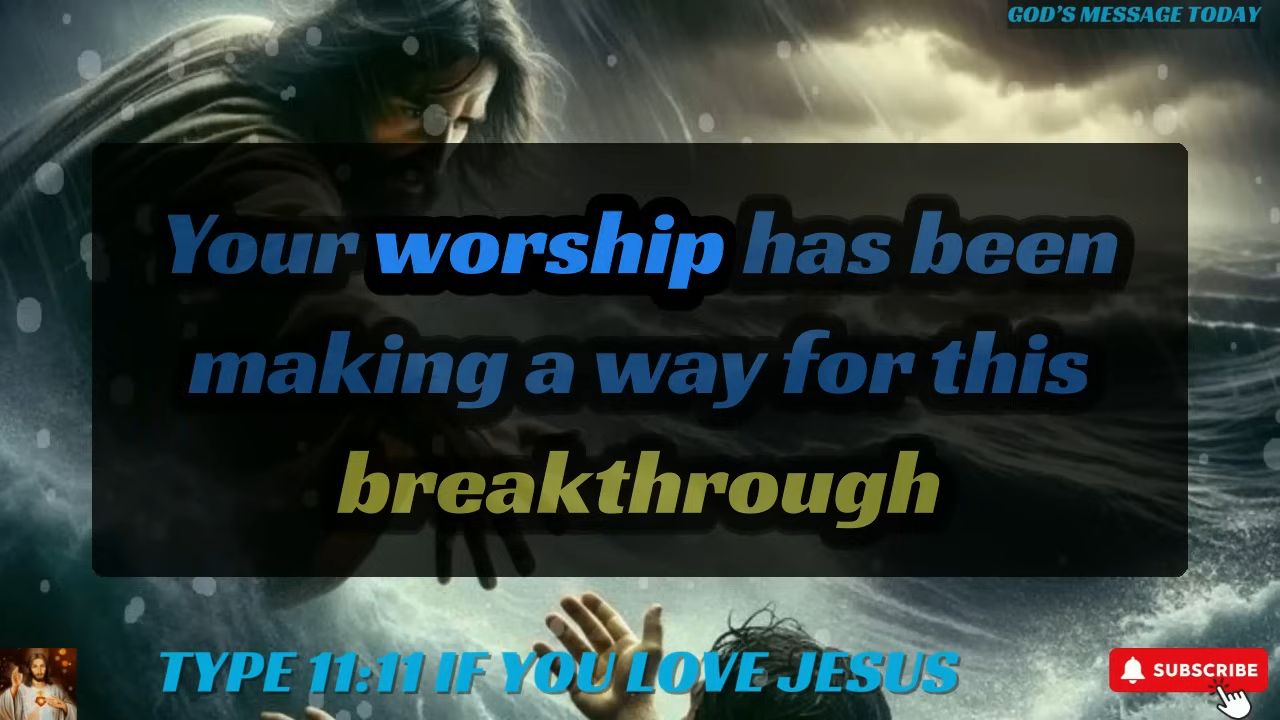 GOD'S MESSAGE TODAY
Your worship has been
making a way for this
breakthrough
TYPE 11:11 IF YOU LOVE JESUS
SUBSCRIBE